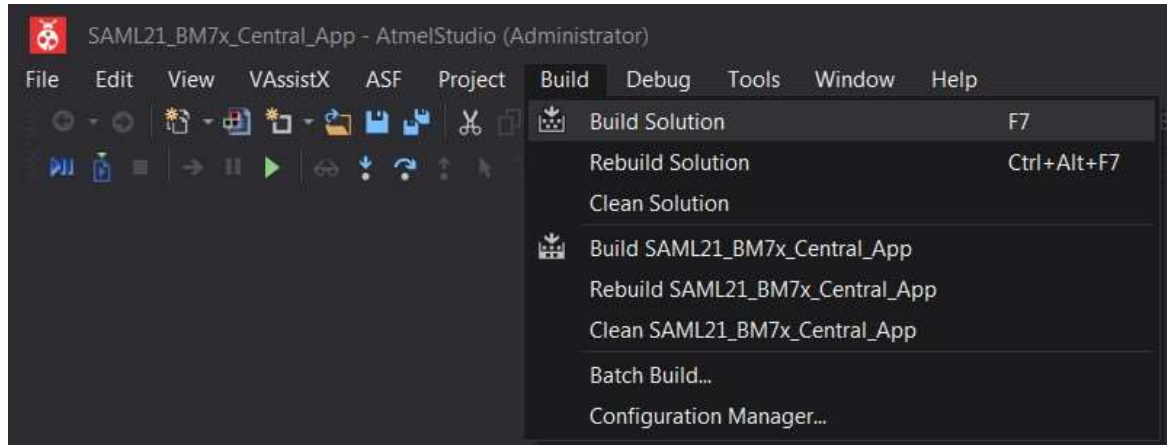 SAML21_BM7x_Central_App - AtmelStudio (Administrator)
File Edit View VAssistX ASF Project Build Debug Tools Window Help
Build Solution F7
Rebuild Solution Ctrl+Alt+F7
Clean Solution
Build SAML21_BM7x_Central_App
Rebuild SAML21_BM7x_Central_App
Clean SAML21_BM7x_Central_App
Batch Build...
Configuration Manager...